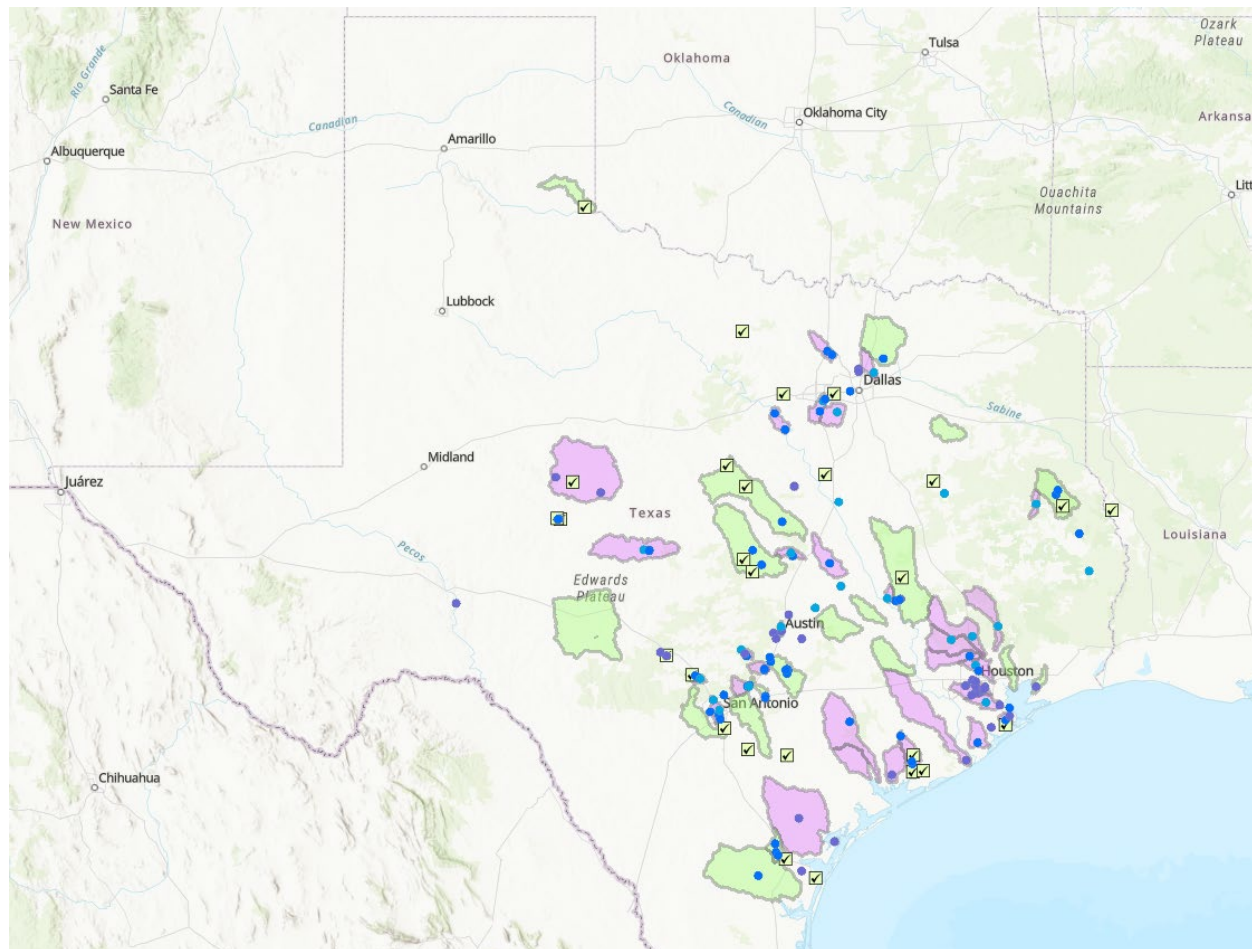 Ozark
Plateau
Tulsa
Oklahoma
Rio Grande
Santa Fe
Canadian
Canadian
Oklahoma City
Arkansa
Amarillo
Albuquerque
Ouachita
Mountains
Litt
New Mexico
Lubbock
Dallas
Sabine
Midland
Juárez
Texas
Pecos
Louisiana
Edwards
Plateau
Austin
Houston
San Antonio
Chihuahua